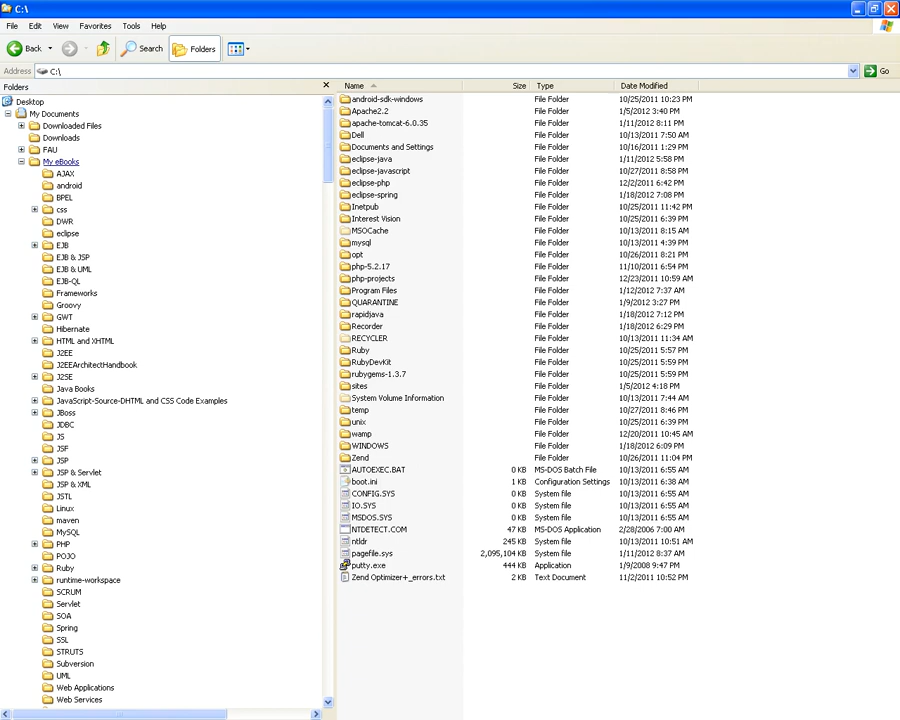 C:\
File Edit View Favorites Tools Help
Back Search Folders
Address C:\ Go
Folders
Desktop
My Documents
Downloaded Files
Downloads
FAU
My eBooks
AJAX
android
BPEL
css
DWR
eclipse
EJB
EJB & JSP
EJB & UML
EJB-QL
Frameworks
Groovy
GWT
Hibernate
HTML and XHTML
J2EE
J2EEArchitectHandbook
J2SE
Java Books
JavaScript-Source-DHTML and CSS Code Examples
JBoss
JDBC
JS
JSF
JSP
JSP & Servlet
JSP & XML
JSTL
Linux
maven
MySQL
PHP
POJO
Ruby
runtime-workspace
SCRUM
Servlet
SOA
Spring
SSL
STRUTS
Subversion
UML
Web Applications
Web Services
Name Size Type Date Modified
android-sdk-windows File Folder 10/25/2011 10:23 PM
Apache2.2 File Folder 1/5/2012 3:40 PM
apache-tomcat-6.0.35 File Folder 1/11/2012 8:11 PM
Dell File Folder 10/13/2011 7:50 AM
Documents and Settings File Folder 10/16/2011 1:29 PM
eclipse-java File Folder 1/11/2012 5:58 PM
eclipse-javascript File Folder 10/27/2011 8:58 PM
eclipse-php File Folder 12/2/2011 6:42 PM
eclipse-spring File Folder 1/18/2012 7:08 PM
Inetpub File Folder 10/25/2011 11:42 PM
Interest Vision File Folder 10/25/2011 6:39 PM
MSOCache File Folder 10/13/2011 8:15 AM
mysql File Folder 10/13/2011 4:39 PM
opt File Folder 10/26/2011 8:21 PM
php-5.2.17 File Folder 11/10/2011 6:54 PM
php-projects File Folder 12/23/2011 10:59 AM
Program Files File Folder 1/12/2012 7:37 AM
QUARANTINE File Folder 1/9/2012 3:27 PM
rapidjava File Folder 1/18/2012 7:12 PM
Recorder File Folder 1/18/2012 6:29 PM
RECYCLER File Folder 10/13/2011 11:34 AM
Ruby File Folder 10/25/2011 5:57 PM
RubyDevKit File Folder 10/25/2011 5:59 PM
rubygems-1.3.7 File Folder 10/25/2011 5:59 PM
sites File Folder 1/5/2012 4:18 PM
System Volume Information File Folder 10/13/2011 7:44 AM
temp File Folder 10/27/2011 8:46 PM
unix File Folder 10/25/2011 6:39 PM
wamp File Folder 12/20/2011 10:45 AM
WINDOWS File Folder 1/18/2012 6:09 PM
Zend File Folder 10/26/2011 11:04 PM
AUTOEXEC.BAT 0 KB MS-DOS Batch File 10/13/2011 6:55 AM
boot.ini 1 KB Configuration Settings 10/13/2011 6:38 AM
CONFIG.SYS 0 KB System file 10/13/2011 6:55 AM
IO.SYS 0 KB System file 10/13/2011 6:55 AM
MSDOS.SYS 0 KB System file 10/13/2011 6:55 AM
NTDETECT.COM 47 KB MS-DOS Application 2/28/2006 7:00 AM
ntldr 245 KB System file 10/13/2011 10:51 AM
pagefile.sys 2,095,104 KB System file 1/11/2012 8:37 AM
putty.exe 444 KB Application 1/9/2008 9:47 PM
Zend Optimizer+_errors.txt 2 KB Text Document 11/2/2011 10:52 PM